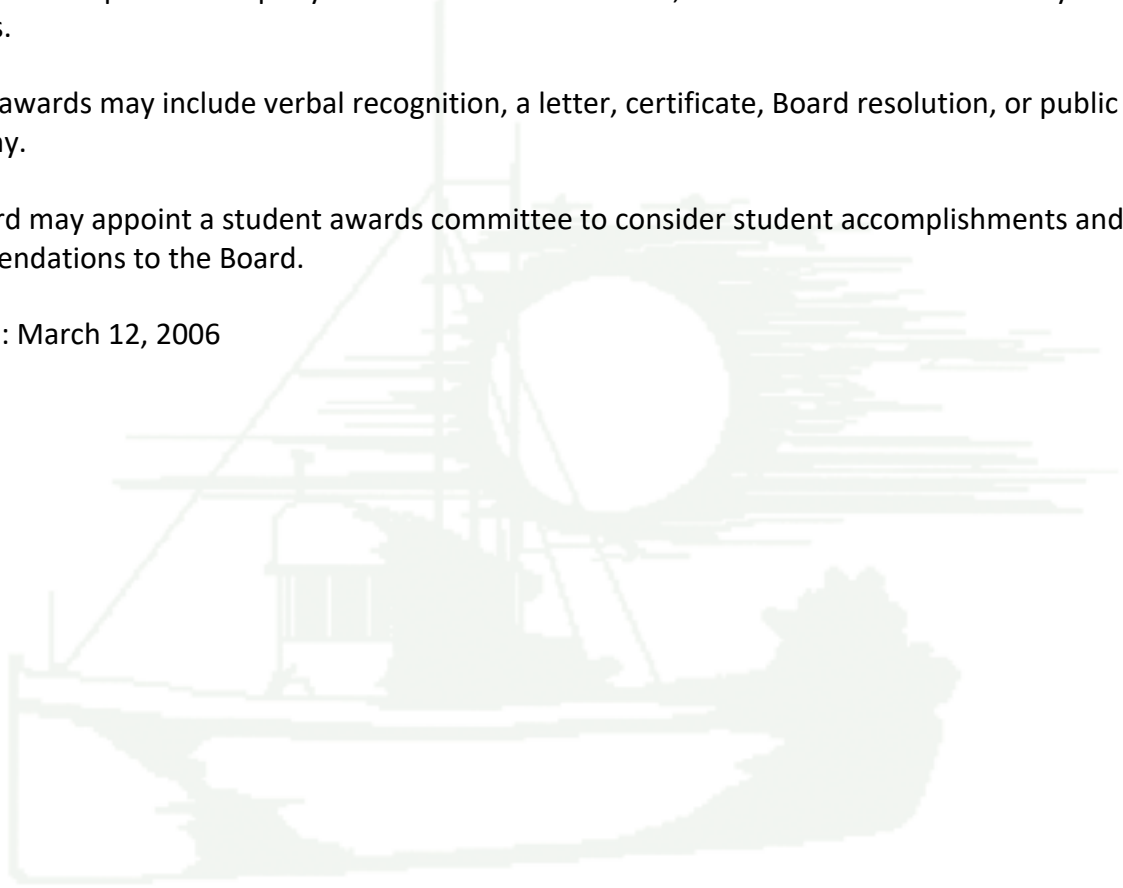 s.
awards may include verbal recognition, a letter, certificate, Board resolution, or public
rd may appoint a student awards committee to consider student accomplishments and
endations to the Board.
: March 12, 2006